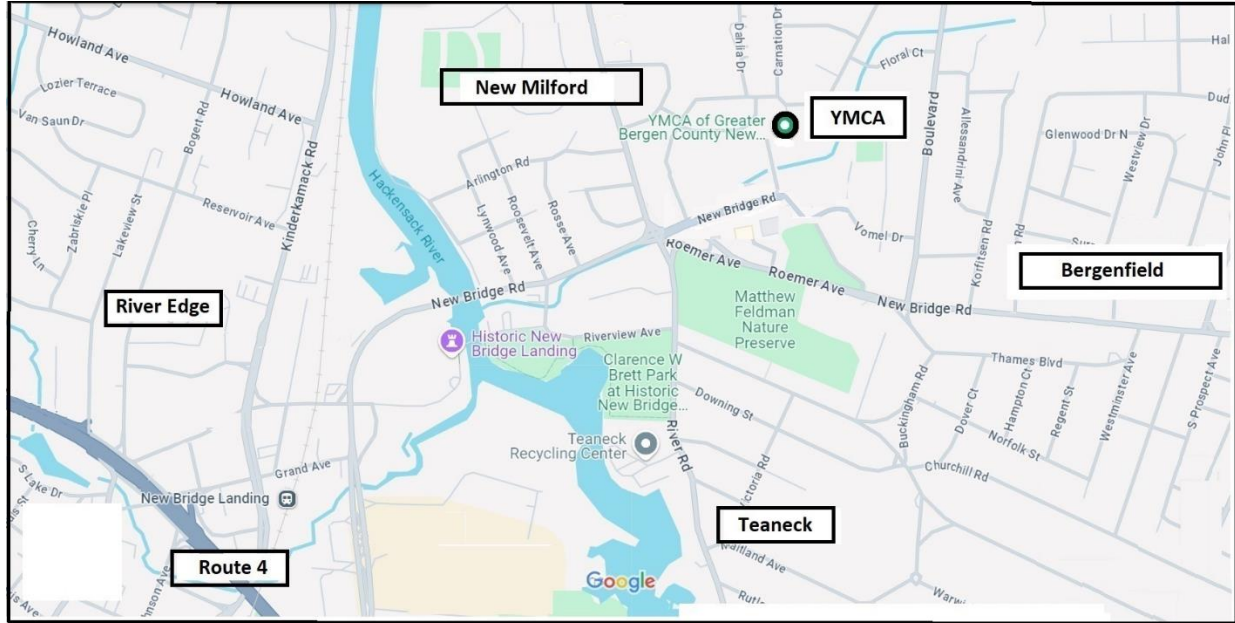 Howland Ave
Dahlia Dr
Carnation Dr
Floral Ct
Lozier Terrace
Howland Ave
New Milford
YMCA of Greater
Bergen County New...
YMCA
Boulevard
Allessandrini Ave
Dud
Van Saun Dr
Bogert Rd
Glenwood Dr N
Westview Dr
John Pl
Kinderkamack Rd
Arlington Rd
Hackensack River
Lynwood Ave
Roosevelt Ave
Rosse Ave
New Bridge Rd
Reservoir Ave
Zabriskie Pl
Lakeview St
Cherry Ln
Vomel Dr
Korfitsen Rd
Roemer Ave
Roemer Ave
Bergenfield
River Edge
New Bridge Rd
New Bridge Rd
Matthew
Feldman
Nature
Preserve
Historic New
Bridge Landing
Riverview Ave
Clarence W
Brett Park
at Historic
New Bridge...
Thames Blvd
Downing St
Buckingham Rd
Dover Ct
Hampton Ct
Regent St
Westminster Ave
S Prospect Ave
Norfolk St
Teaneck
Recycling Center
River Rd
Churchill Rd
Grand Ave
S Lake Dr
New Bridge Landing
Victoria Rd
Teaneck
Route 4
Google